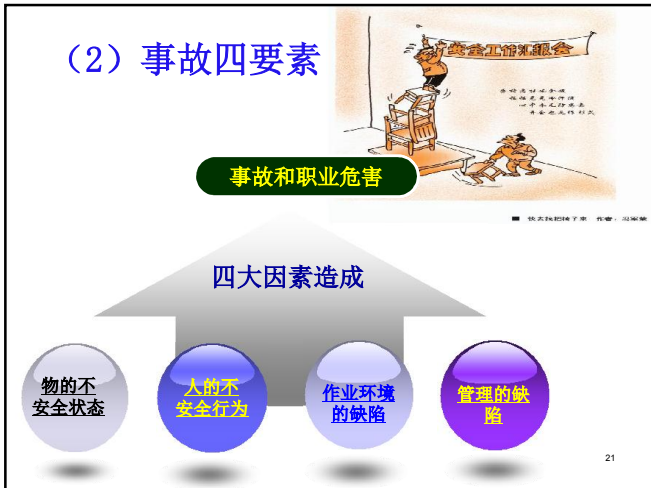 （2）事故四要素
安全工作汇报会
事故和职业危害
四大因素造成
物的不
安全状态
人的不
安全行为
作业环境
的缺陷
管理的缺
陷
21